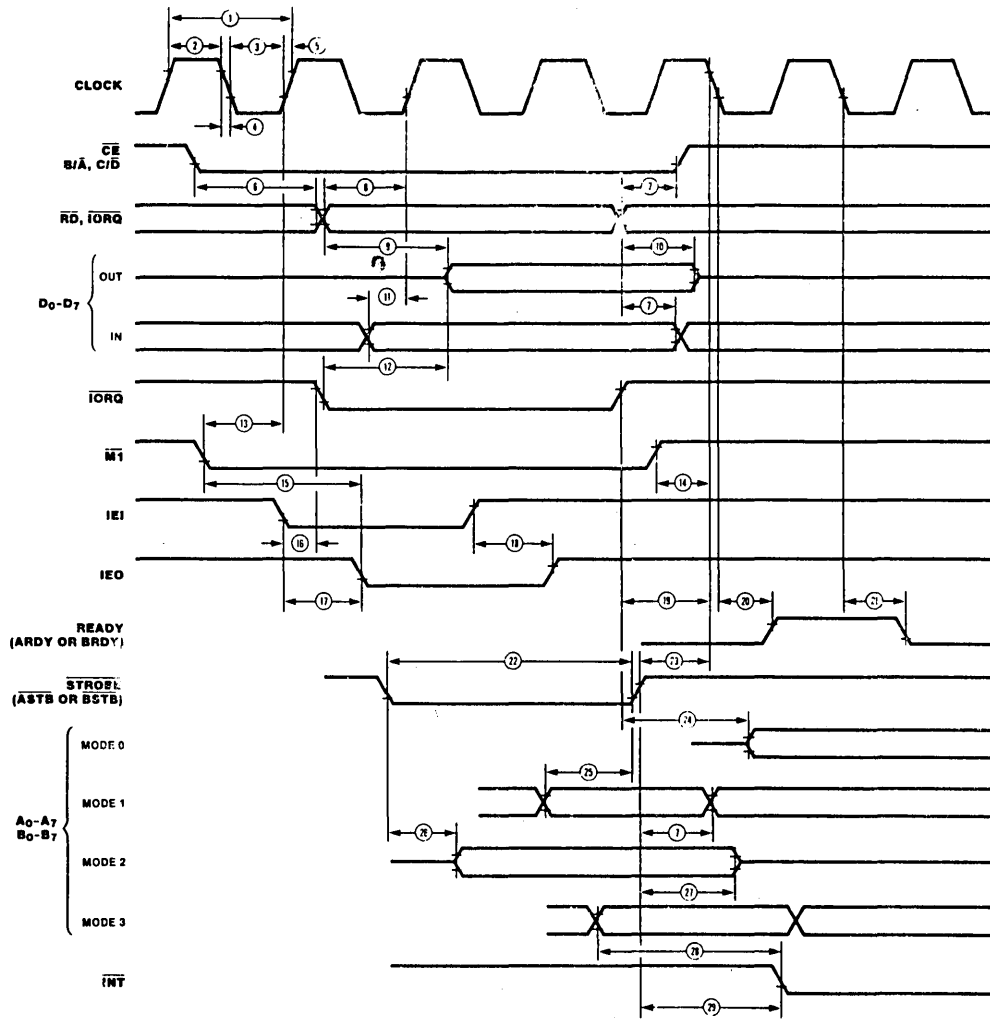 1
2
3
5
CLOCK
4
CE
B/A, C/D
6
8
7
RD, IORQ
9
10
OUT
11
7
D0-D7
IN
12
IORQ
13
M1
14
15
IEI
16
18
IEO
17
19
20
21
READY
(ARDY OR BRDY)
22
23
(ASTB OR BSTB)
24
MODE 0
25
MODE 1
A0-A7
B0-B7
26
7
MODE 2
27
MODE 3
28
INT
29